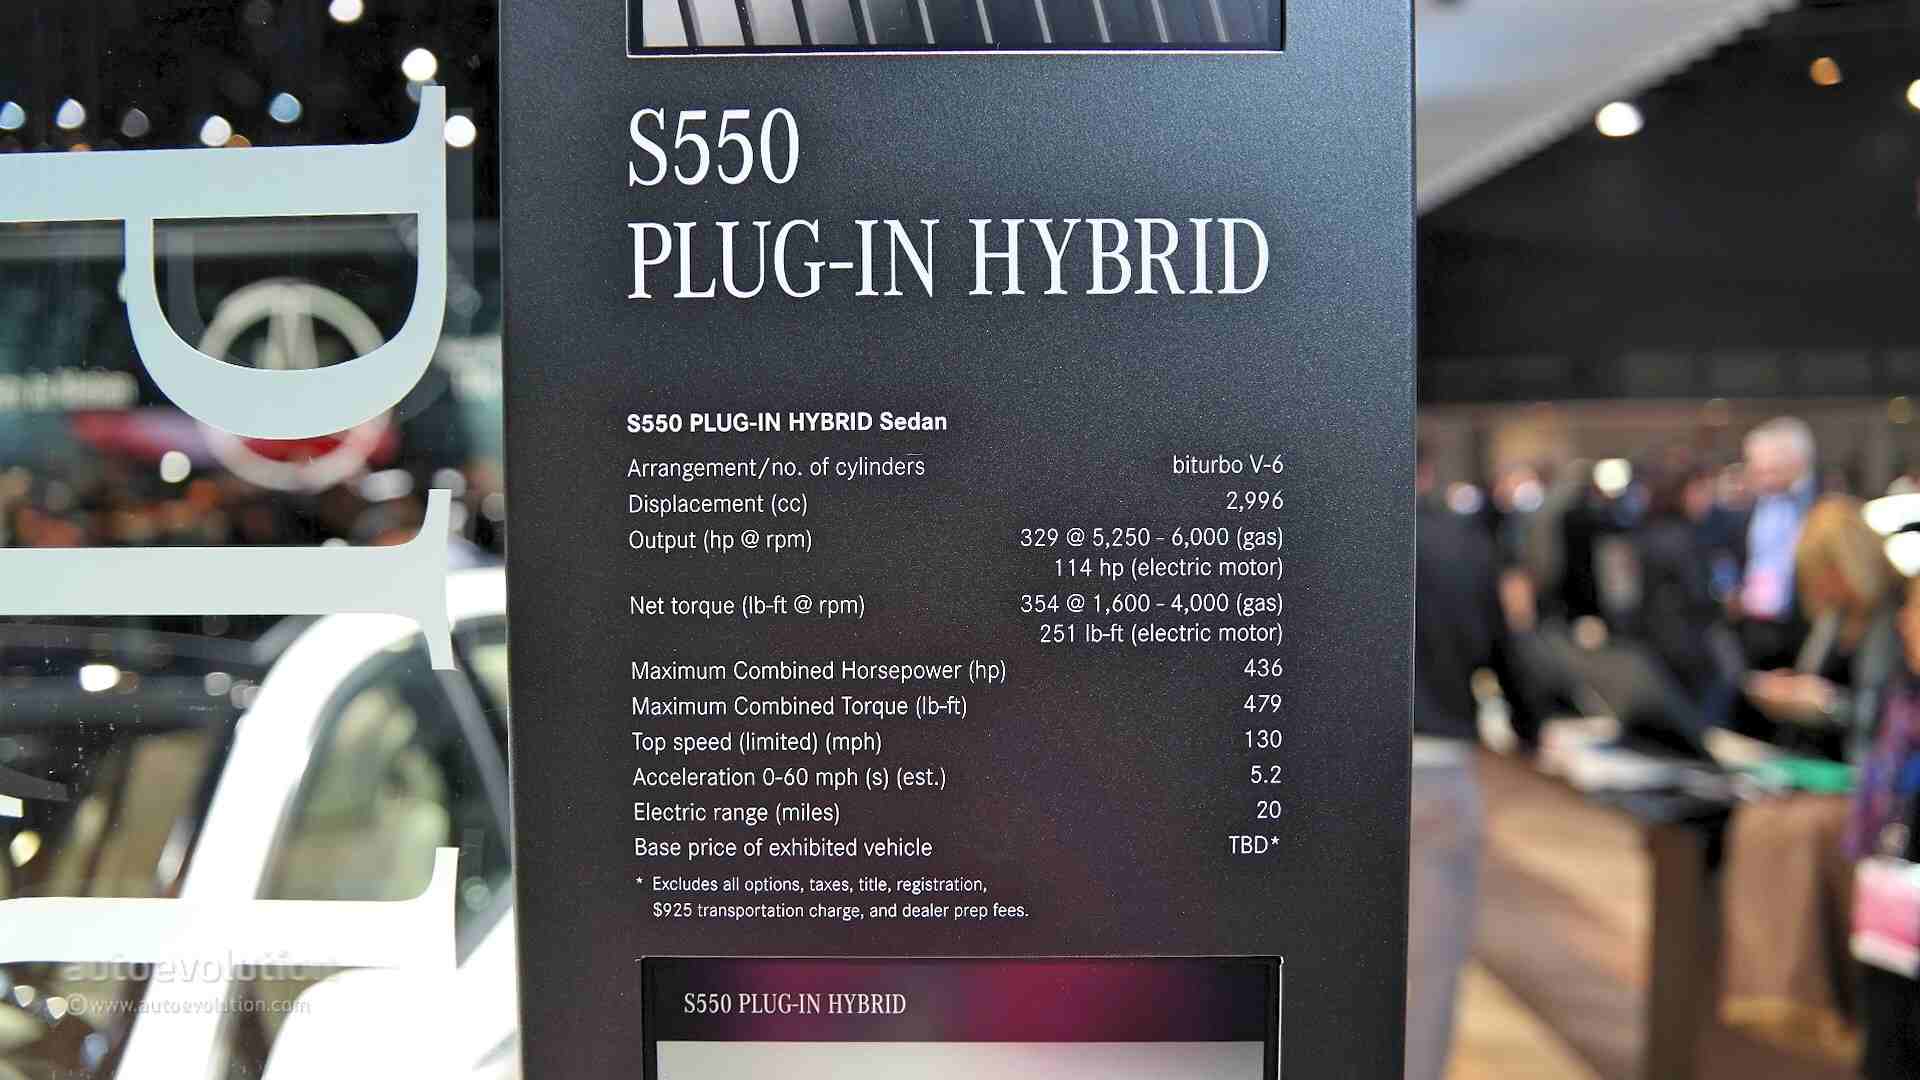 S550
PLUG-IN HYBRID
S550 PLUG-IN HYBRID Sedan
Arrangement/no. of cylinders biturbo V-6
Displacement (cc) 2,996
Output (hp @ rpm) 329 @ 5,250 - 6,000 (gas)
114 hp (electric motor)
Net torque (lb-ft @ rpm) 354 @ 1,600 - 4,000 (gas)
251 lb-ft (electric motor)
Maximum Combined Horsepower (hp) 436
Maximum Combined Torque (lb-ft) 479
Top speed (limited) (mph) 130
Acceleration 0-60 mph (s) (est.) 5.2
Electric range (miles) 20
Base price of exhibited vehicle TBD*
* Excludes all options, taxes, title, registration,
$925 transportation charge, and dealer prep fees.
S550 PLUG-IN HYBRID
autoevolution
© www.autoevolution.com